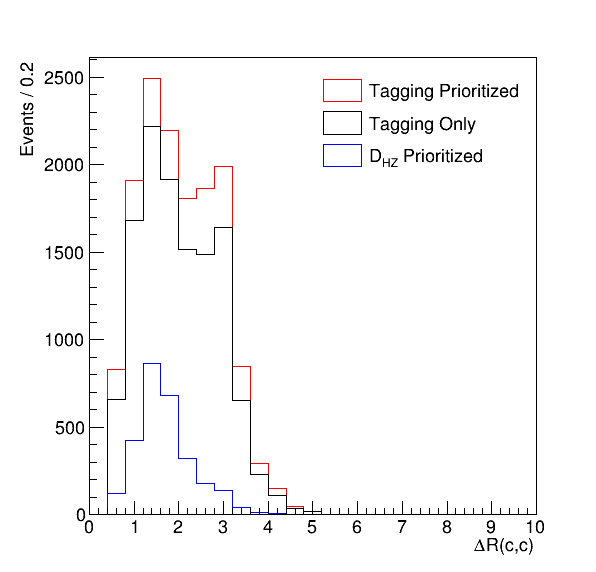 Events / 0.2
2500
2000
1500
1000
500
0
Tagging Prioritized
Tagging Only
D_HZ Prioritized
0 1 2 3 4 5 6 7 8 9 10
ΔR(c,c)